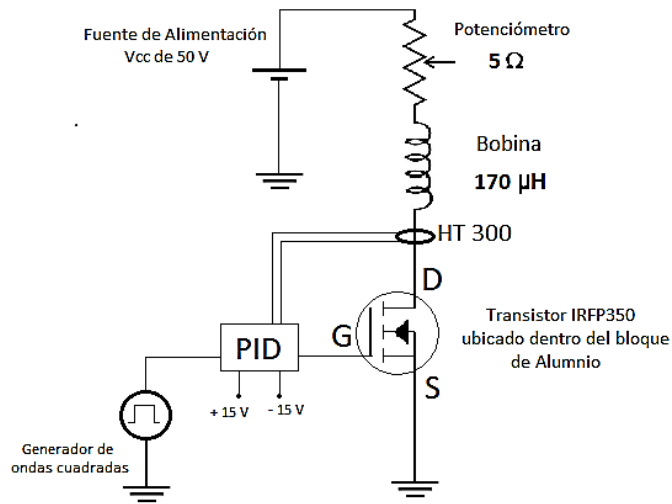 Fuente de Alimentación
Vcc de 50 V
Potenciómetro
5 Ω
Bobina
170 µH
HT 300
D
G
S
Transistor IRFP350
ubicado dentro del bloque
de Alumnio
PID
+ 15 V
- 15 V
Generador de
ondas cuadradas